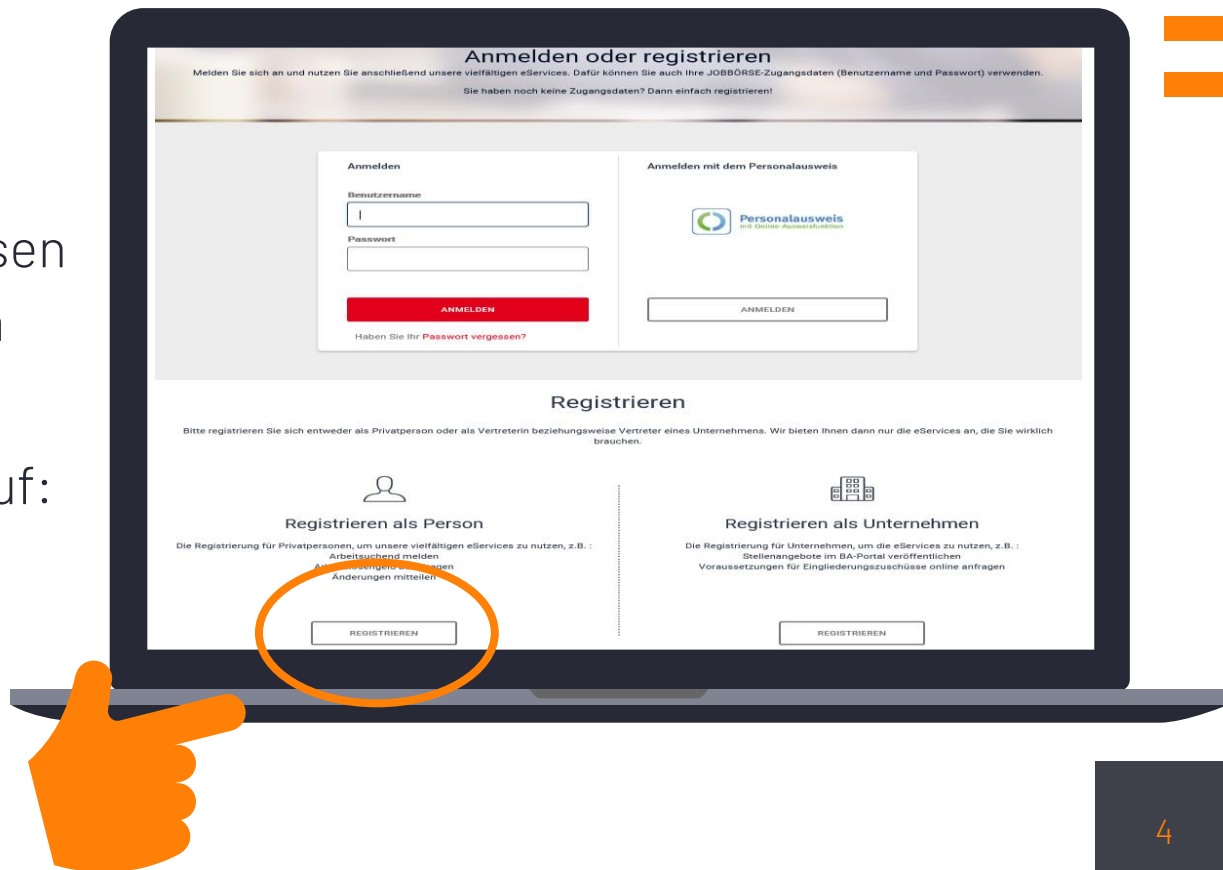 sen
uf:
Anmelden oder registrieren
Melden Sie sich an und nutzen Sie anschließend unsere vielfältigen eServices. Dafür können Sie auch Ihre JOBBÖRSE-Zugangsdaten (Benutzername und Passwort) verwenden.
Sie haben noch keine Zugangsdaten? Dann einfach registrieren!
Anmelden
Benutzername
Passwort
ANMELDEN
Haben Sie Ihr Passwort vergessen?
Anmelden mit dem Personalausweis
Personalausweis
mit Online-Ausweisfunktion
ANMELDEN
Registrieren
Bitte registrieren Sie sich entweder als Privatperson oder als Vertreterin beziehungsweise Vertreter eines Unternehmens. Wir bieten Ihnen dann nur die eServices an, die Sie wirklich
brauchen.
Registrieren als Person
Die Registrierung für Privatpersonen, um unsere vielfältigen eServices zu nutzen, z.B. :
Arbeitsuchend melden
Änderungen mitteilen
REGISTRIEREN
Registrieren als Unternehmen
Die Registrierung für Unternehmen, um die eServices zu nutzen, z.B. :
Stellenangebote im BA-Portal veröffentlichen
Voraussetzungen für Eingliederungszuschüsse online anfragen
REGISTRIEREN
4